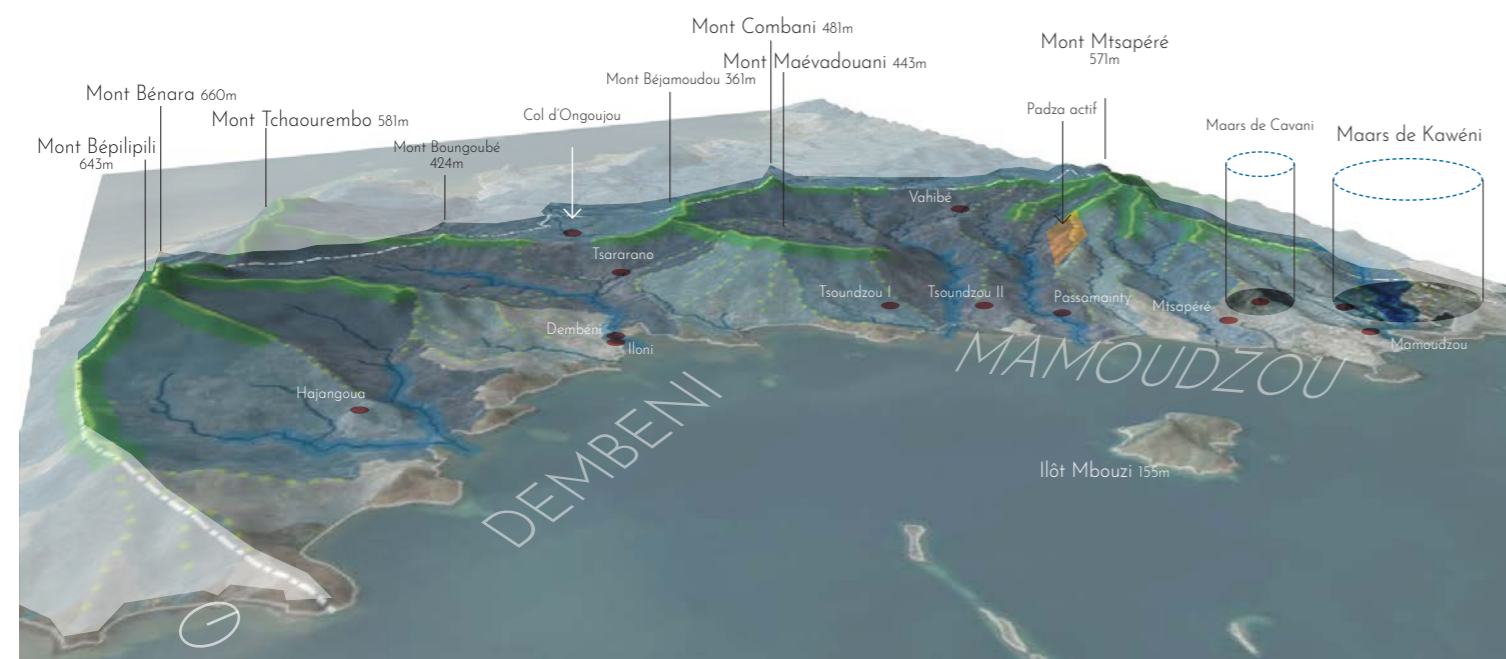 Mont Combani 481m
Mont Mtsapéré
571m
Mont Maévadouani 443m
Mont Béjamoudou 361m
Mont Bénara 660m
Mont Tchaourembo 581m
Col d'Ongoujou
Padza actif
Maars de Cavani
Maars de Kawéni
Mont Bépilipili
643m
Mont Boungoubé
424m
Vahibé
Tsararano
Tsoundzou I
Tsoundzou II
Passamainty
Mtsapéré
Mamoudzou
Dembéni
Iloni
Hajangoua
MAMOUDZOU
DEMBENI
Ilôt Mbouzi 155m